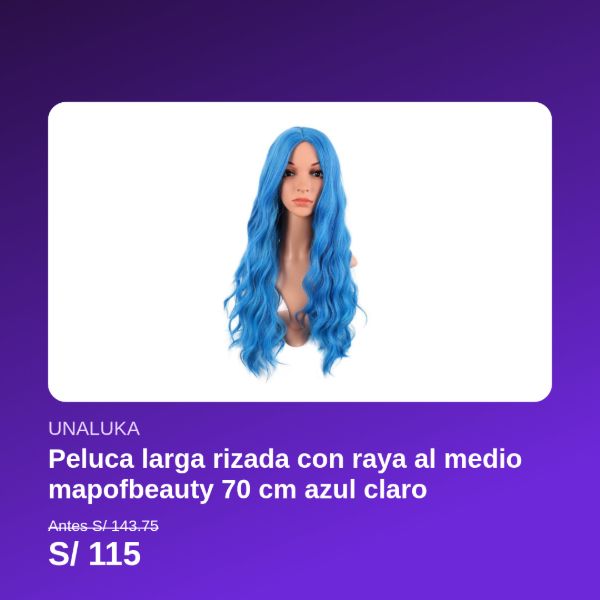 UNALUKA
Peluca larga rizada con raya al medio
mapofbeauty 70 cm azul claro
Antes S/ 143.75
S/ 115